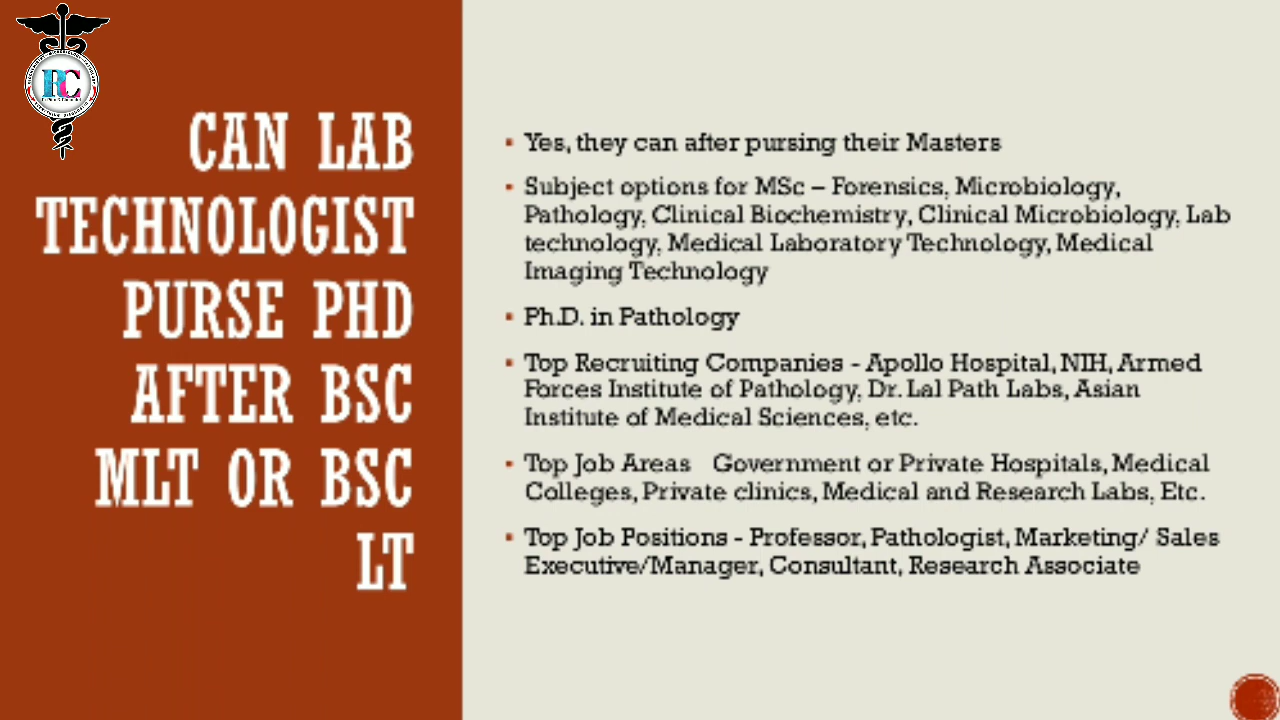 RC
CAN LAB
TECHNOLOGIST
PURSE PHD
AFTER BSC
MLT OR BSC
LT
▪ Yes, they can after pursing their Masters
▪ Subject options for MSc – Forensics, Microbiology,
Pathology, Clinical Biochemistry, Clinical Microbiology, Lab
technology, Medical Laboratory Technology, Medical
Imaging Technology
▪ Ph.D. in Pathology
▪ Top Recruiting Companies - Apollo Hospital, NIH, Armed
Forces Institute of Pathology, Dr. Lal Path Labs, Asian
Institute of Medical Sciences, etc.
▪ Top Job Areas Government or Private Hospitals, Medical
Colleges, Private clinics, Medical and Research Labs, Etc.
▪ Top Job Positions - Professor, Pathologist, Marketing/ Sales
Executive/Manager, Consultant, Research Associate